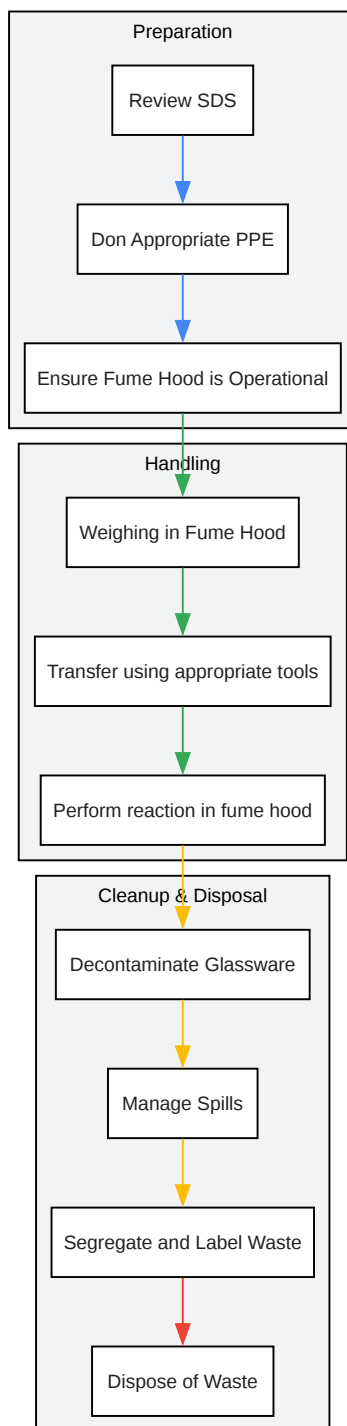 Preparation
Review SDS
Don Appropriate PPE
Ensure Fume Hood is Operational
Handling
Weighing in Fume Hood
Transfer using appropriate tools
Perform reaction in fume hood
Cleanup & Disposal
Decontaminate Glassware
Manage Spills
Segregate and Label Waste
Dispose of Waste